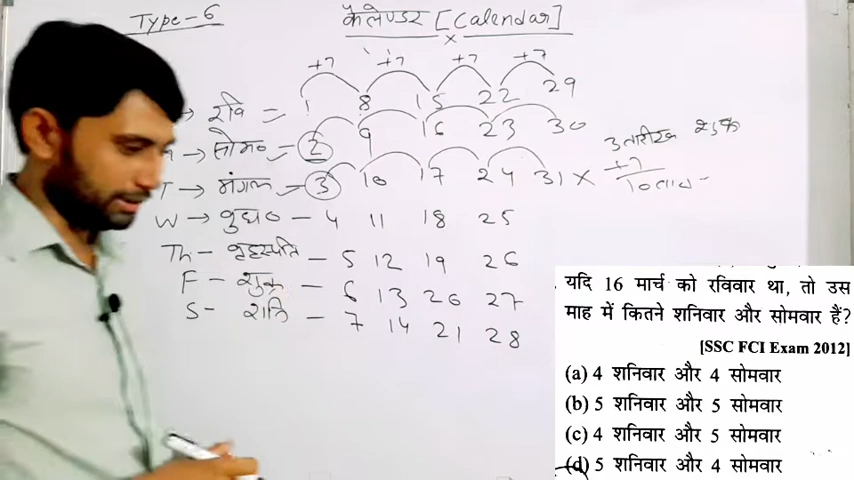 Type-6
कैलेण्डर [Calendar]
x
+7 +7 +7 +7
→ रवि = 1 8 15 22 29
→ सोम० = 2 9 16 23 30
T → मंगल = 3 10 17 24 31 x
3 तारीख शुक्र
+7
10 ता०
W → बुध० - 4 11 18 25
Th - बृहस्पति - 5 12 19 26
F - शुक्र - 6 13 20 27
S - शनि - 7 14 21 28
यदि 16 मार्च को रविवार था, तो उस
माह में कितने शनिवार और सोमवार हैं?
[SSC FCI Exam 2012]
(a) 4 शनिवार और 4 सोमवार
(b) 5 शनिवार और 5 सोमवार
(c) 4 शनिवार और 5 सोमवार
(d) 5 शनिवार और 4 सोमवार